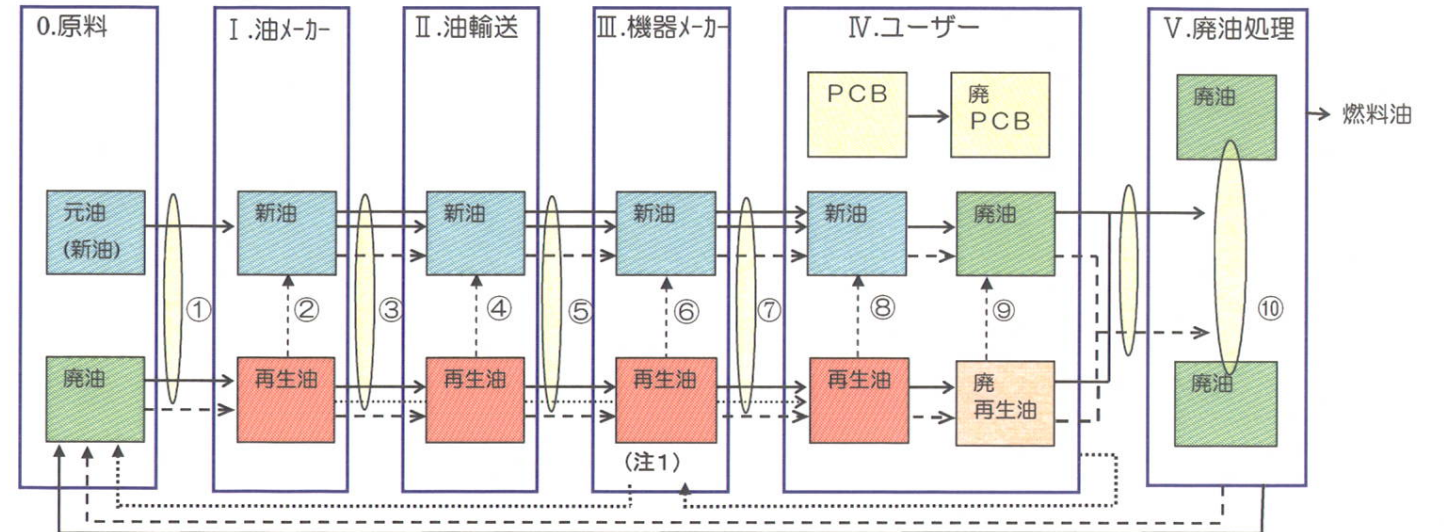 0.原料
Ⅰ.油ﾒｰｶｰ
Ⅱ.油輸送
Ⅲ.機器ﾒｰｶｰ
Ⅳ.ユーザー
Ⅴ.廃油処理
PCB
廃
PCB
廃油
燃料油
元油
(新油)
新油
新油
新油
新油
廃油
①
②
③
④
⑤
⑥
⑦
⑧
⑨
⑩
廃油
再生油
再生油
再生油
再生油
廃
再生油
廃油
(注1)